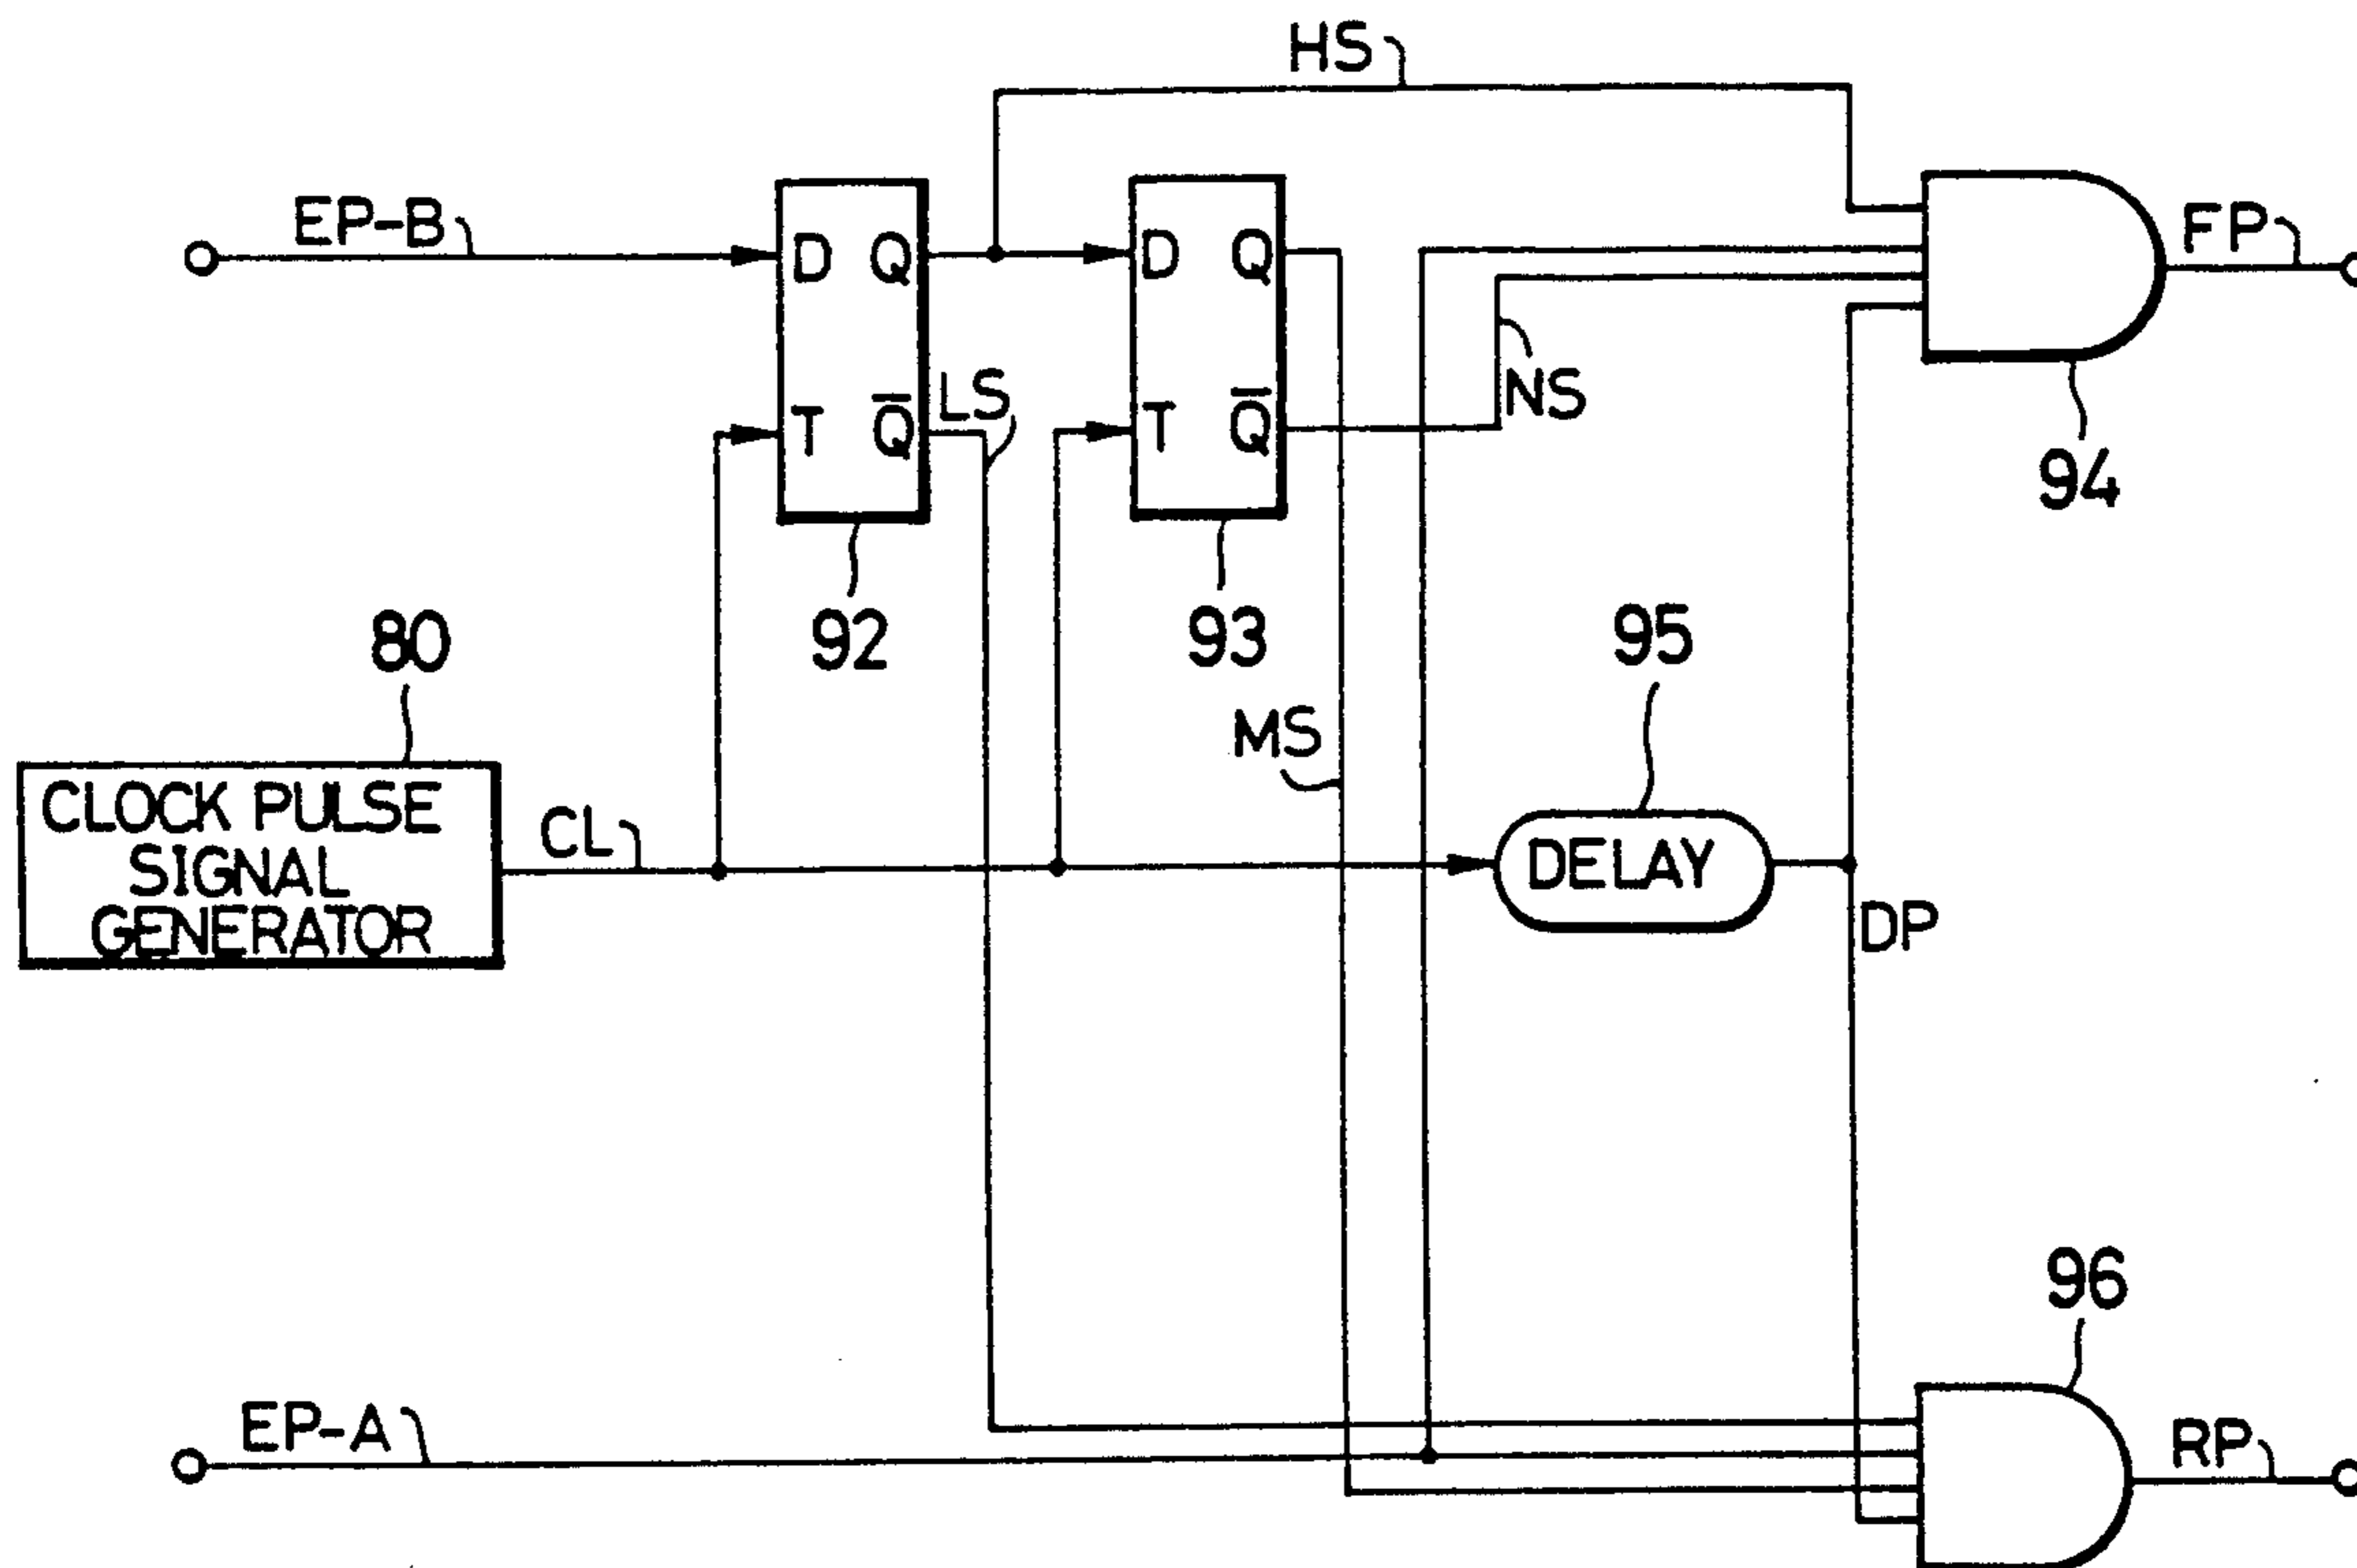 HS
EP-B
FP
D Q
D Q
T Q̅
LS
T Q̅
NS
94
80
92
93
95
MS
CLOCK PULSE
SIGNAL
GENERATOR
CL
DELAY
DP
96
EP-A
RP